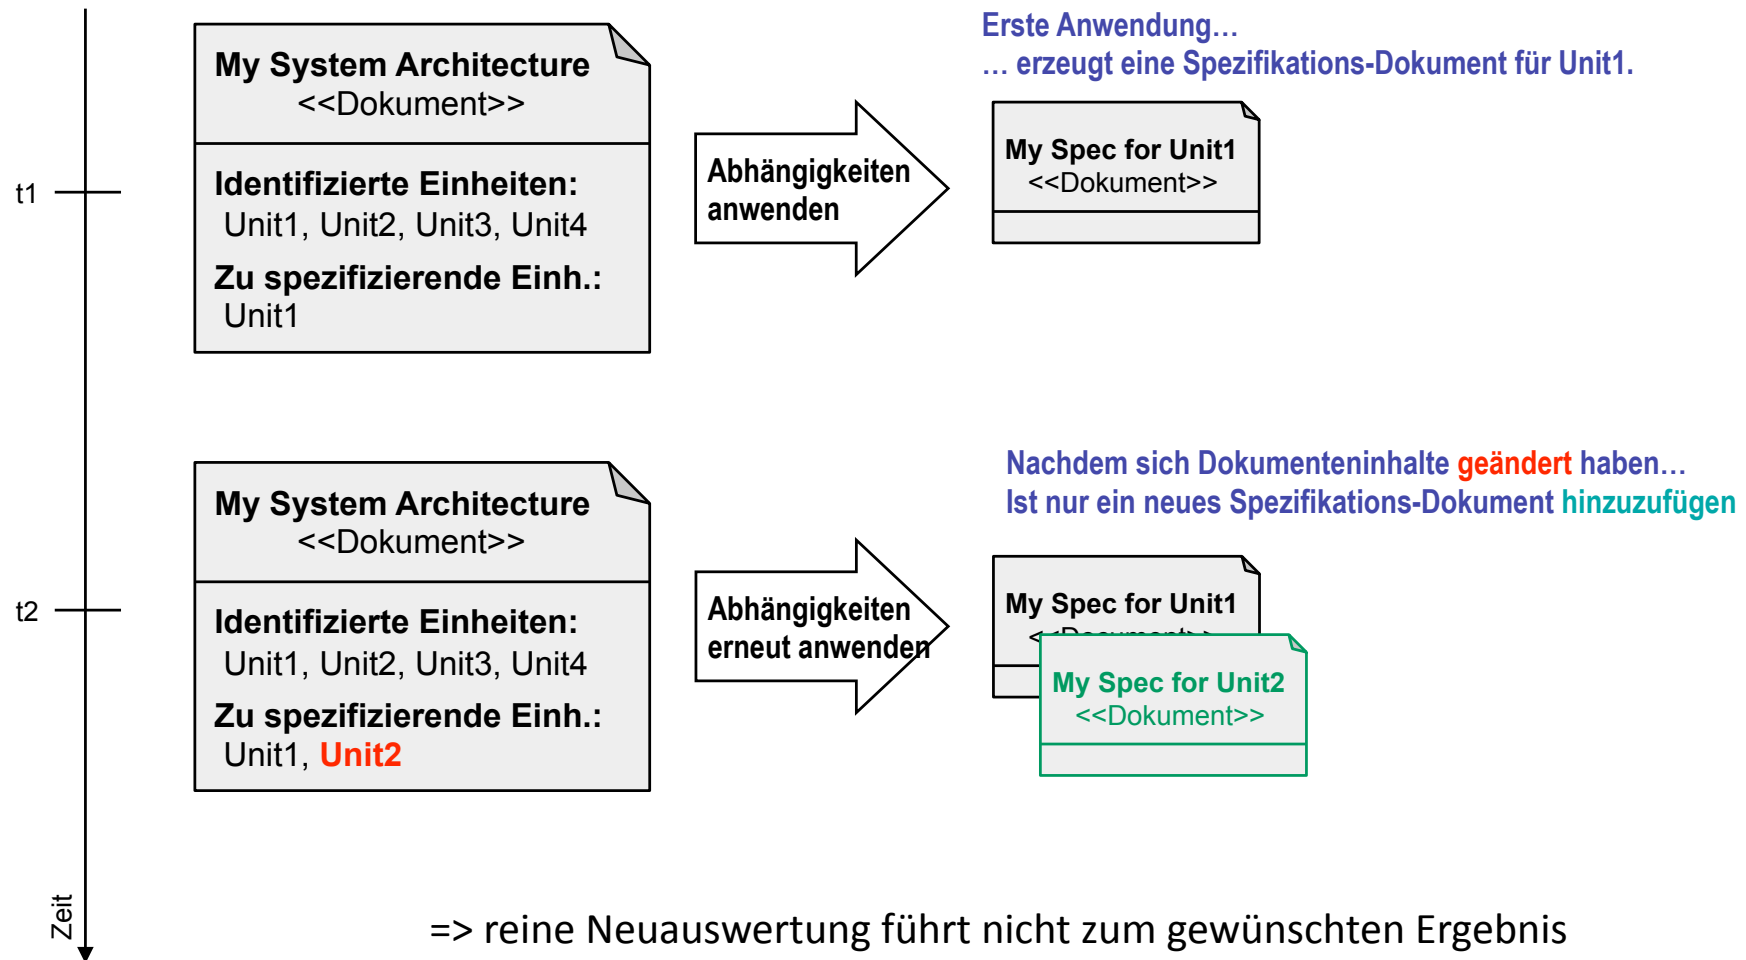 Erste Anwendung…
… erzeugt eine Spezifikations-Dokument für Unit1.
My System Architecture
<<Dokument>>
Identifizierte Einheiten:
Unit1, Unit2, Unit3, Unit4
Zu spezifizierende Einh.:
Unit1
Abhängigkeiten
anwenden
My Spec for Unit1
<<Dokument>>
t1
Nachdem sich Dokumenteninhalte geändert haben…
Ist nur ein neues Spezifikations-Dokument hinzuzufügen
My System Architecture
<<Dokument>>
Identifizierte Einheiten:
Unit1, Unit2, Unit3, Unit4
Zu spezifizierende Einh.:
Unit1, Unit2
Abhängigkeiten
erneut anwenden
My Spec for Unit1
<<Document>>
My Spec for Unit2
<<Dokument>>
t2
Zeit
=> reine Neuauswertung führt nicht zum gewünschten Ergebnis